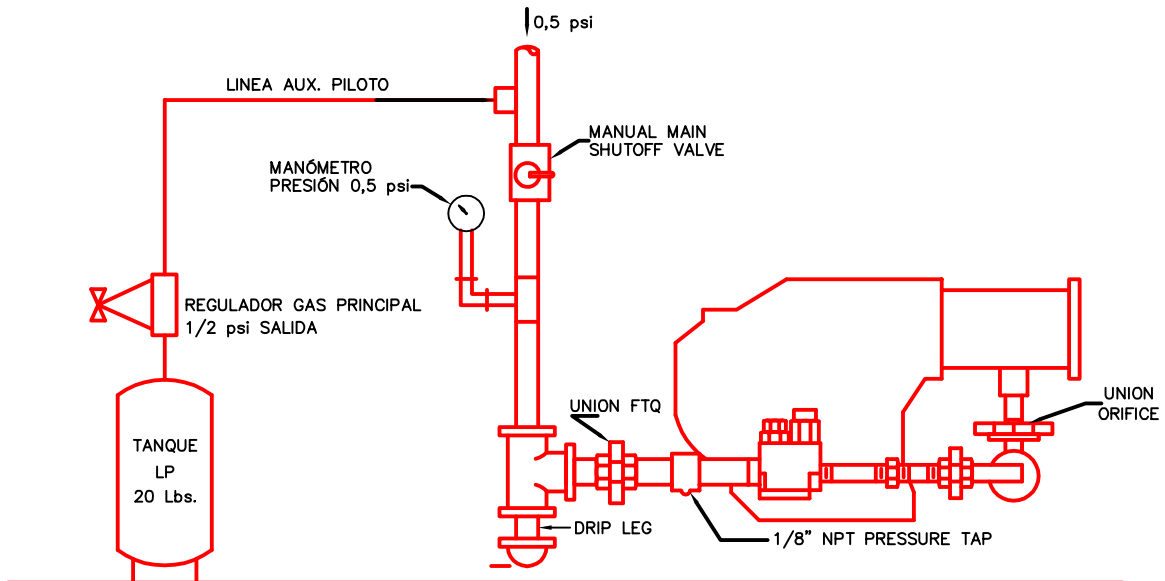 0,5 psi
LINEA AUX. PILOTO
MANUAL MAIN
SHUTOFF VALVE
MANÓMETRO
PRESIÓN 0,5 psi
REGULADOR GAS PRINCIPAL
1/2 psi SALIDA
UNION
ORIFICE
UNION FTQ
TANQUE
LP
20 Lbs.
DRIP LEG
1/8" NPT PRESSURE TAP